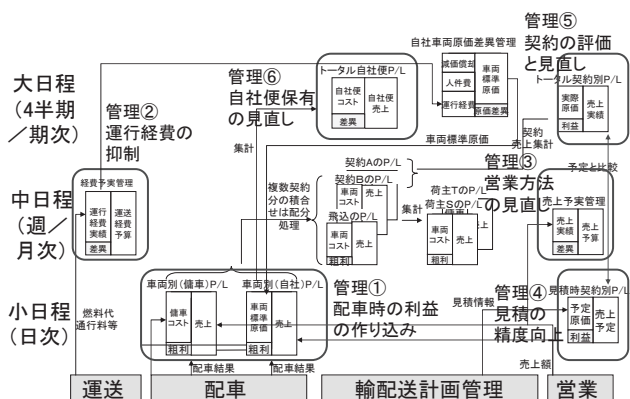 自社車両原価差異管理
管理⑤
契約の評価
と見直し
大日程
(4半期
/期次)
管理②
運行経費の
抑制
管理⑥
自社便保有
の見直し
トータル自社便P/L
自社便
コスト
自社便
売上
差異
減価償却
人件費
運行経費
車両
標準
原価
原価差異
トータル契約別P/L
実際
原価
売上
実績
利益
集計
車両標準原価
契約
売上集計
中日程
(週/
月次)
経費予実管理
運行
経費
実績
運送
経費
予算
差異
複数契約
分の積合
せは配分
処理
契約AのP/L
契約BのP/L
車両
コスト
売上
飛込のP/L
車両
コスト
売上
粗利
集計
荷主TのP/L
荷主SのP/L
傭車
車両
コスト
売上
粗利
管理③
営業方法
の見直し
予定と比較
売上予実管理
売上
実績
売上
予算
差異
小日程
(日次)
燃料代
通行料等
車両別(傭車)P/L
傭車
コスト
売上
粗利
車両別(自社)P/L
車両
標準
原価
売上
粗利
管理①
配車時の利益
の作り込み
見積情報
管理④
見積の
精度向上
見積時契約別P/L
予定
原価
売上
予定
利益
配車結果
配車結果
売上額
運送
配車
輸配送計画管理
営業